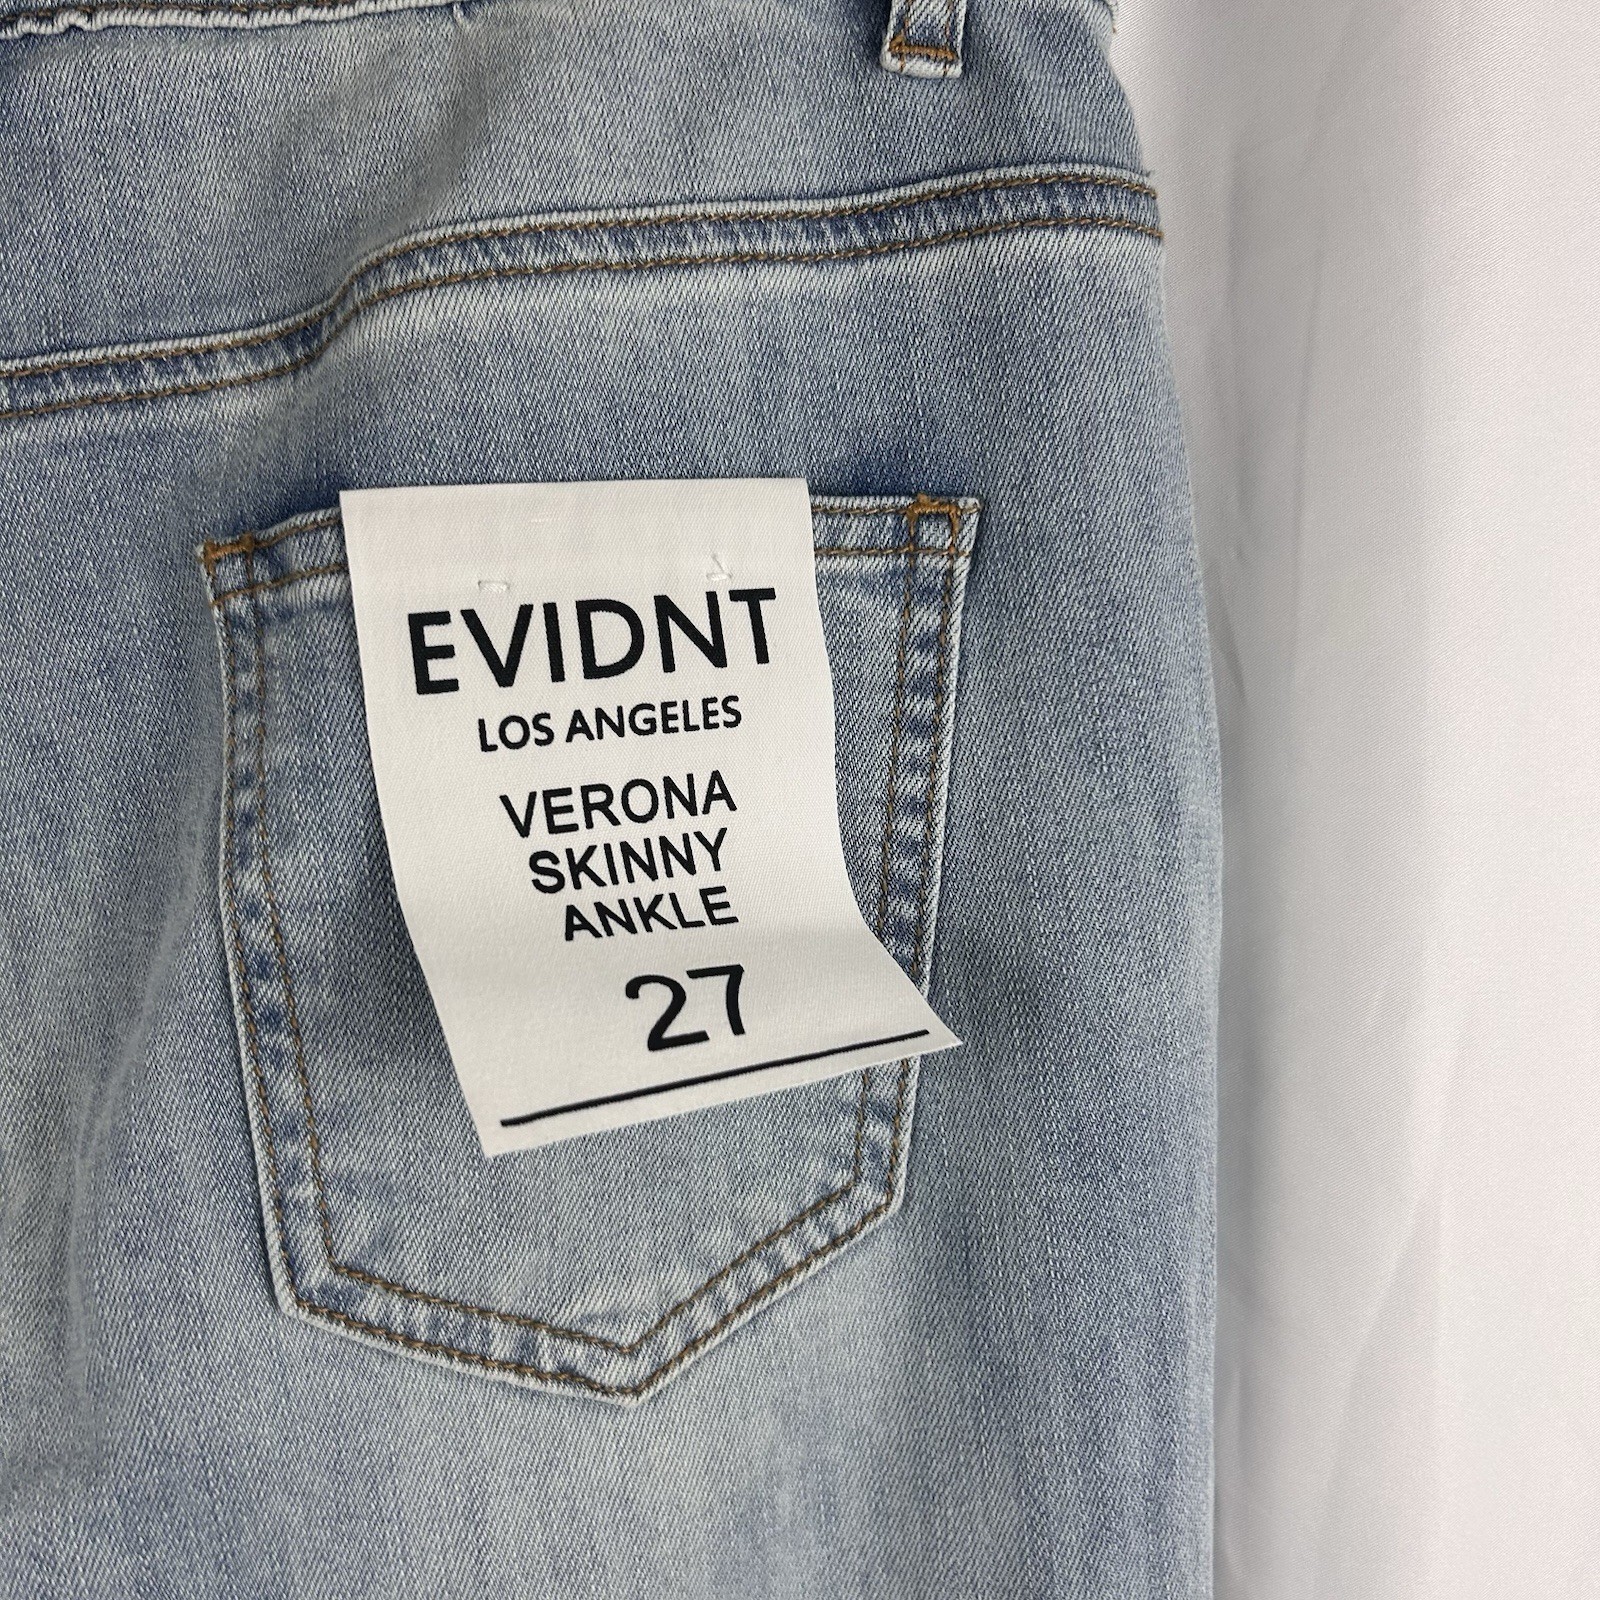 EVIDNT
LOS ANGELES
VERONA
SKINNY
ANKLE
27